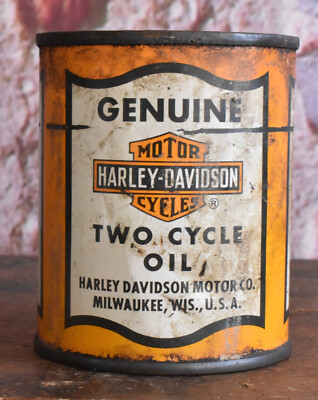 GENUINE
MOTOR
HARLEY-DAVIDSON
CYCLES®
TWO CYCLE
OIL
HARLEY DAVIDSON MOTOR CO.
MILWAUKEE, WIS., U.S.A.